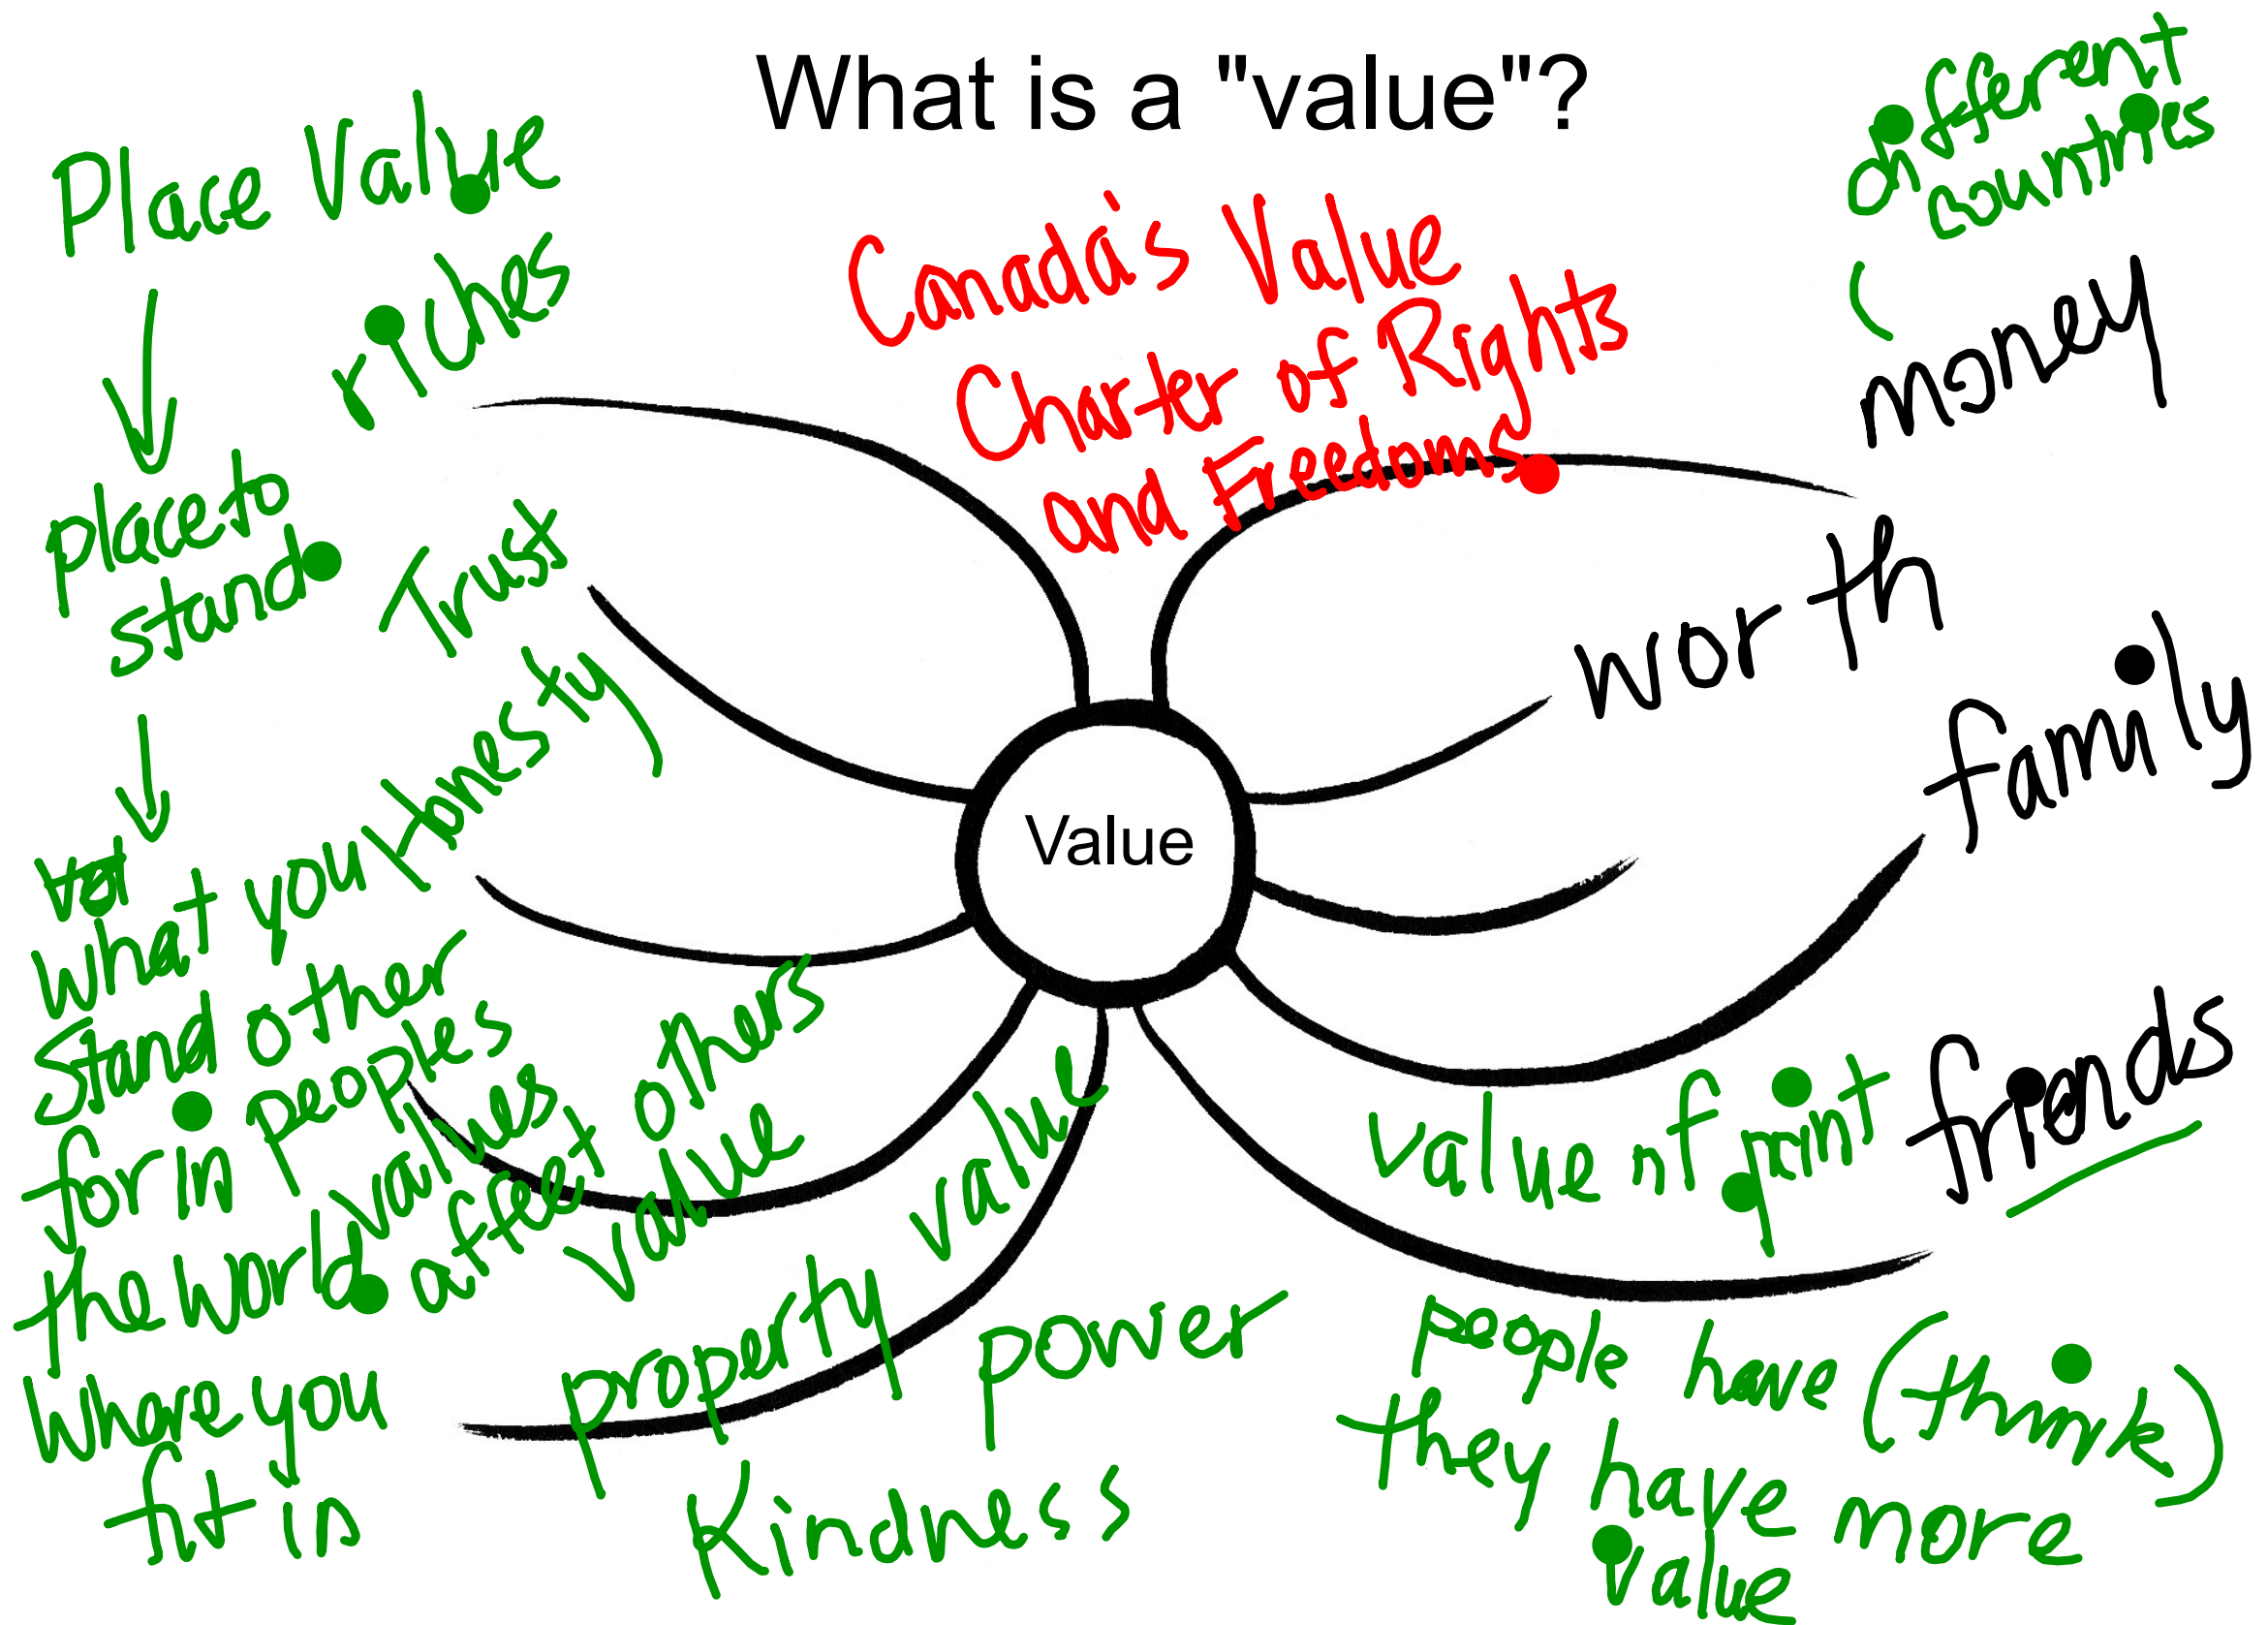 What is a "value"?
Place Value
riches
place to
stand
what you
stand
for in
the world
where you
fit in
Trust
Honesty
other
peoples
values
affect others
value
property value
power
Kindness
Canada's Value
Charter of Rights
and Freedoms
different
countries
money
worth
family
friends
Value
value of point
people have (think)
they have more
value